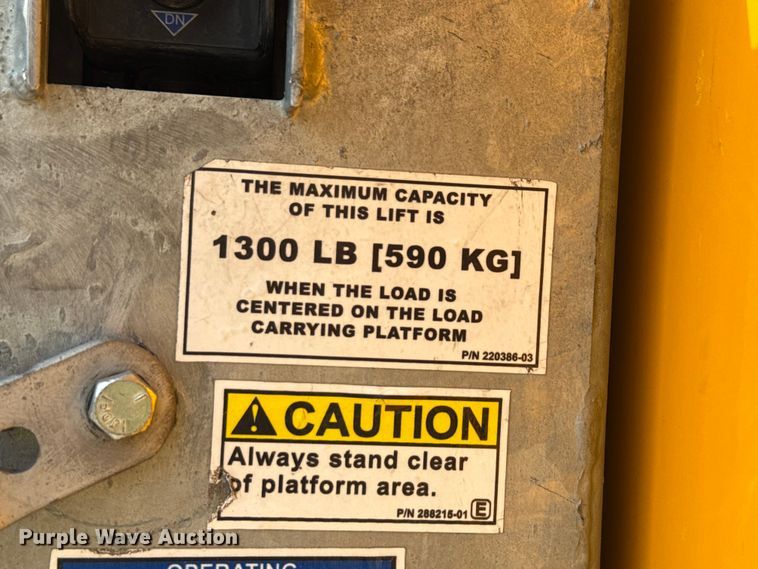 DN
THE MAXIMUM CAPACITY
OF THIS LIFT IS
1300 LB [590 KG]
WHEN THE LOAD IS
CENTERED ON THE LOAD
CARRYING PLATFORM
P/N 220386-03
CAUTION
Always stand clear
of platform area.
P/N 288215-01 E
Purple Wave Auction
OPERATING